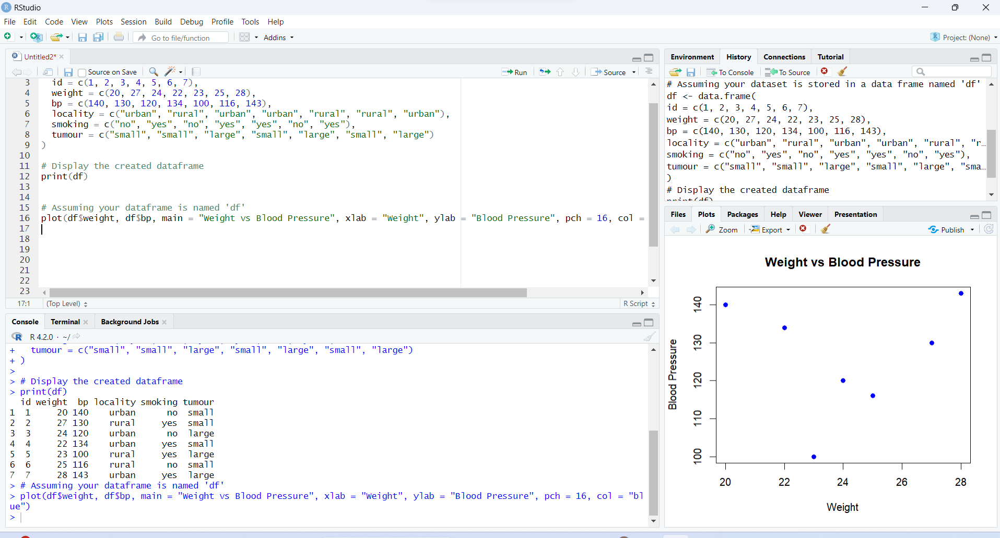 RStudio
File Edit Code View Plots Session Build Debug Profile Tools Help
Go to file/function Addins Project: (None)
Untitled2*
Source on Save Run Source
3 id = c(1, 2, 3, 4, 5, 6, 7),
4 weight = c(20, 27, 24, 22, 23, 25, 28),
5 bp = c(140, 130, 120, 134, 100, 116, 143),
6 locality = c("urban", "rural", "urban", "urban", "rural", "rural", "urban"),
7 smoking = c("no", "yes", "no", "yes", "yes", "no", "yes"),
8 tumour = c("small", "small", "large", "small", "large", "small", "large")
9 )
10
11 # Display the created dataframe
12 print(df)
13
14
15 # Assuming your dataframe is named 'df'
16 plot(df$weight, df$bp, main = "Weight vs Blood Pressure", xlab = "Weight", ylab = "Blood Pressure", pch = 16, col =
17
18
19
20
21
22
23
17:1 (Top Level) R Script
Console Terminal Background Jobs
R 4.2.0 · ~/
+ tumour = c("small", "small", "large", "small", "large", "small", "large")
+ )
>
> # Display the created dataframe
> print(df)
id weight bp locality smoking tumour
1 1 20 140 urban no small
2 2 27 130 rural yes small
3 3 24 120 urban no large
4 4 22 134 urban yes small
5 5 23 100 rural yes large
6 6 25 116 rural no small
7 7 28 143 urban yes large
> # Assuming your dataframe is named 'df'
> plot(df$weight, df$bp, main = "Weight vs Blood Pressure", xlab = "Weight", ylab = "Blood Pressure", pch = 16, col = "bl
ue")
>
Environment History Connections Tutorial
To Console To Source
# Assuming your dataset is stored in a data frame named 'df'
df <- data.frame(
id = c(1, 2, 3, 4, 5, 6, 7),
weight = c(20, 27, 24, 22, 23, 25, 28),
bp = c(140, 130, 120, 134, 100, 116, 143),
locality = c("urban", "rural", "urban", "urban", "rural", "r...
smoking = c("no", "yes", "no", "yes", "yes", "no", "yes"),
tumour = c("small", "small", "large", "small", "large", "sma...
)
# Display the created dataframe
print(df)
Files Plots Packages Help Viewer Presentation
Zoom Export Publish
Weight vs Blood Pressure
Blood Pressure
140
130
120
110
100
20 22 24 26 28
Weight